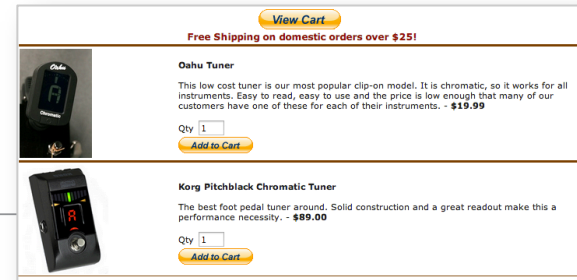 View Cart
Free Shipping on domestic orders over $25!
Oahu Tuner
This low cost tuner is our most popular clip-on model. It is chromatic, so it works for all
instruments. Easy to read, easy to use and the price is low enough that many of our
customers have one of these for each of their instruments. - $19.99
Qty 1
Add to Cart
Oahu
A
Chromatic
Korg Pitchblack Chromatic Tuner
The best foot pedal tuner around. Solid construction and a great readout make this a
performance necessity. - $89.00
Qty 1
Add to Cart
A